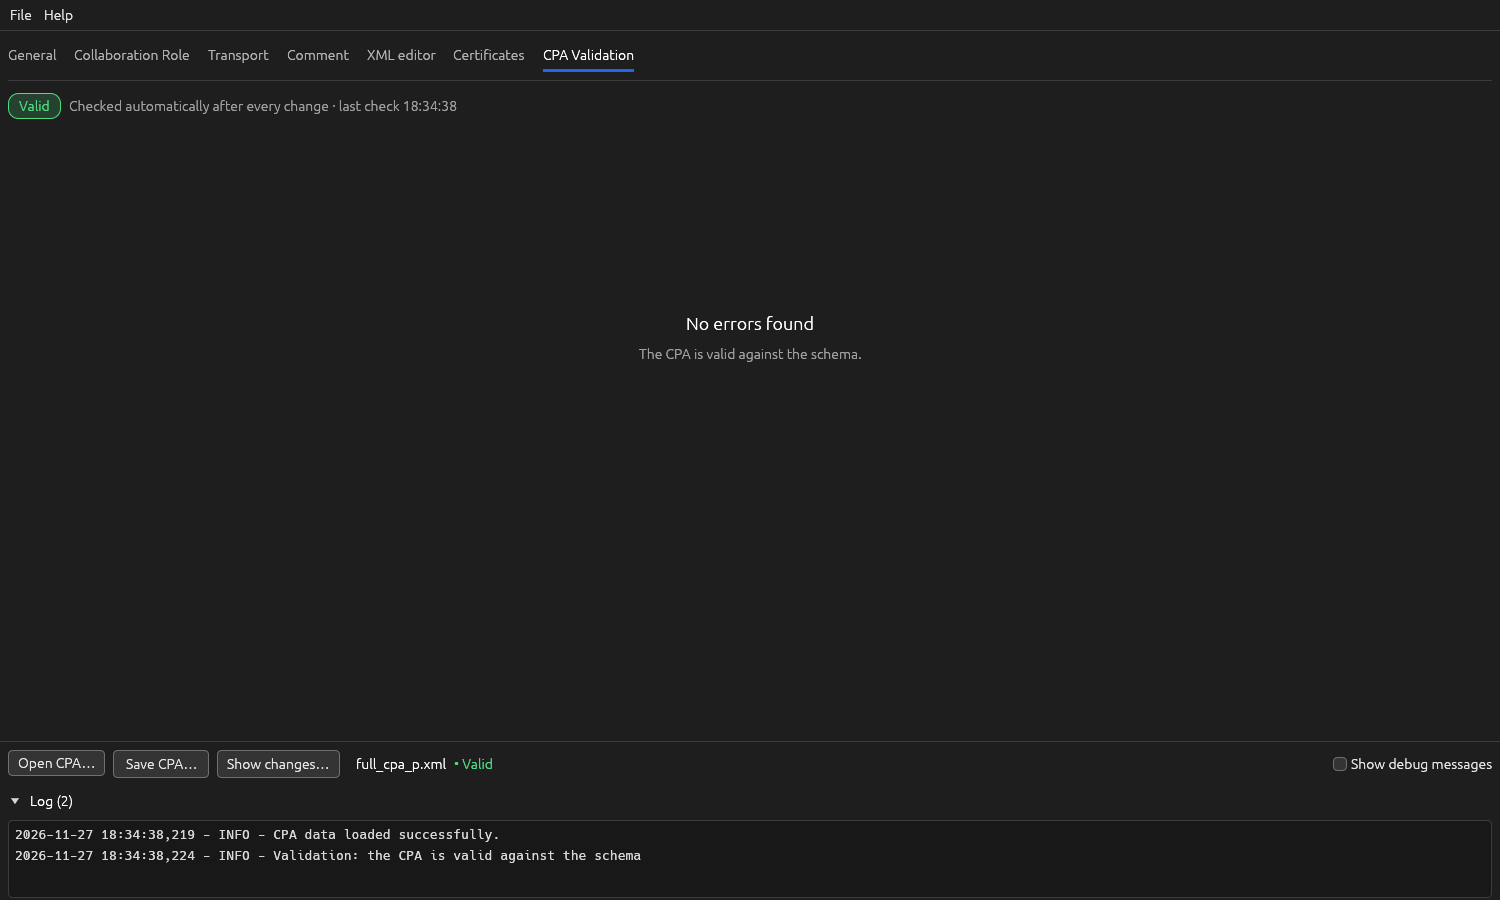 File Help
General Collaboration Role Transport Comment XML editor Certificates CPA Validation
Valid Checked automatically after every change · last check 18:34:38
No errors found
The CPA is valid against the schema.
Open CPA... Save CPA... Show changes... full_cpa_p.xml • Valid Show debug messages
▼ Log (2)
2026-11-27 18:34:38,219 - INFO - CPA data loaded successfully.
2026-11-27 18:34:38,224 - INFO - Validation: the CPA is valid against the schema